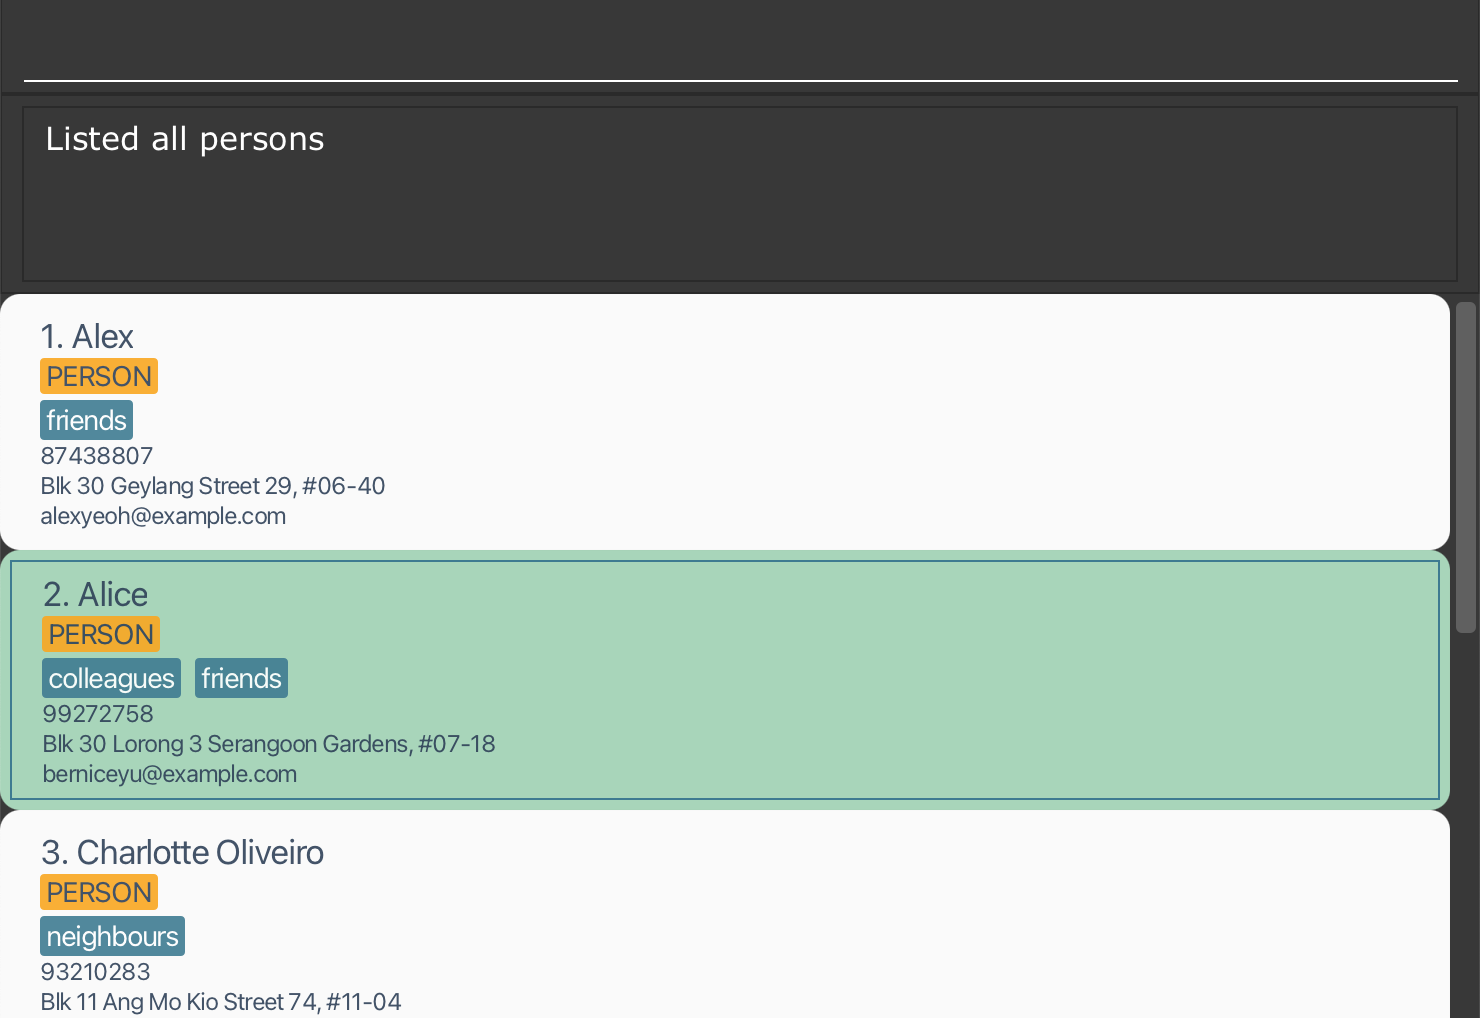 Listed all persons
1. Alex
PERSON
friends
87438807
Blk 30 Geylang Street 29, #06-40
alexyeoh@example.com
2. Alice
PERSON
colleagues friends
99272758
Blk 30 Lorong 3 Serangoon Gardens, #07-18
berniceyu@example.com
3. Charlotte Oliveiro
PERSON
neighbours
93210283
Blk 11 Ang Mo Kio Street 74, #11-04